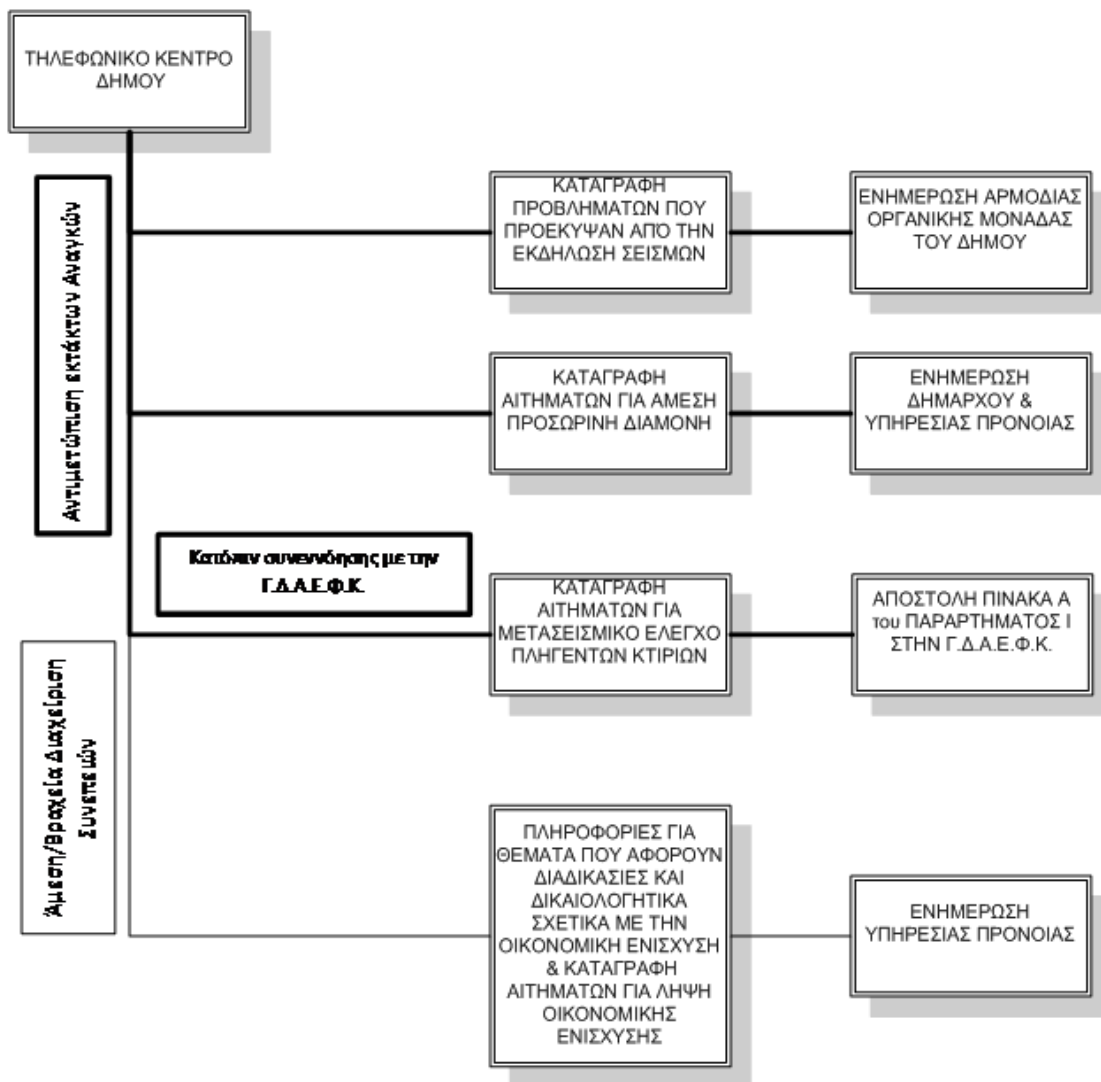 ΤΗΛΕΦΩΝΙΚΟ ΚΕΝΤΡΟ
ΔΗΜΟΥ
Αντιμετώπιση εκτάκτων Αναγκών
ΚΑΤΑΓΡΑΦΗ
ΠΡΟΒΛΗΜΑΤΩΝ ΠΟΥ
ΠΡΟΕΚΥΨΑΝ ΑΠΌ ΤΗΝ
ΕΚΔΗΛΩΣΗ ΣΕΙΣΜΩΝ
ΕΝΗΜΕΡΩΣΗ ΑΡΜΟΔΙΑΣ
ΟΡΓΑΝΙΚΗΣ ΜΟΝΑΔΑΣ
ΤΟΥ ΔΗΜΟΥ
ΚΑΤΑΓΡΑΦΗ
ΑΙΤΗΜΑΤΩΝ ΓΙΑ ΑΜΕΣΗ
ΠΡΟΣΩΡΙΝΗ ΔΙΑΜΟΝΗ
ΕΝΗΜΕΡΩΣΗ
ΔΗΜΑΡΧΟΥ &
ΥΠΗΡΕΣΙΑΣ ΠΡΟΝΟΙΑΣ
Κατόπιν συνεννόησης με την
Γ.Δ.Α.Ε.Φ.Κ.
ΚΑΤΑΓΡΑΦΗ
ΑΙΤΗΜΑΤΩΝ ΓΙΑ
ΜΕΤΑΣΕΙΣΜΙΚΟ ΕΛΕΓΧΟ
ΠΛΗΓΕΝΤΩΝ ΚΤΙΡΙΩΝ
ΑΠΟΣΤΟΛΗ ΠΙΝΑΚΑ Α
του ΠΑΡΑΡΤΗΜΑΤΟΣ Ι
ΣΤΗΝ Γ.Δ.Α.Ε.Φ.Κ.
Άμεση/Βραχεία Διαχείριση
Συνεπειών
ΠΛΗΡΟΦΟΡΙΕΣ ΓΙΑ
ΘΕΜΑΤΑ ΠΟΥ ΑΦΟΡΟΥΝ
ΔΙΑΔΙΚΑΣΙΕΣ ΚΑΙ
ΔΙΚΑΙΟΛΟΓΗΤΙΚΑ
ΣΧΕΤΙΚΑ ΜΕ ΤΗΝ
ΟΙΚΟΝΟΜΙΚΗ ΕΝΙΣΧΥΣΗ
& ΚΑΤΑΓΡΑΦΗ
ΑΙΤΗΜΑΤΩΝ ΓΙΑ ΛΗΨΗ
ΟΙΚΟΝΟΜΙΚΗΣ
ΕΝΙΣΧΥΣΗΣ
ΕΝΗΜΕΡΩΣΗ
ΥΠΗΡΕΣΙΑΣ ΠΡΟΝΟΙΑΣ